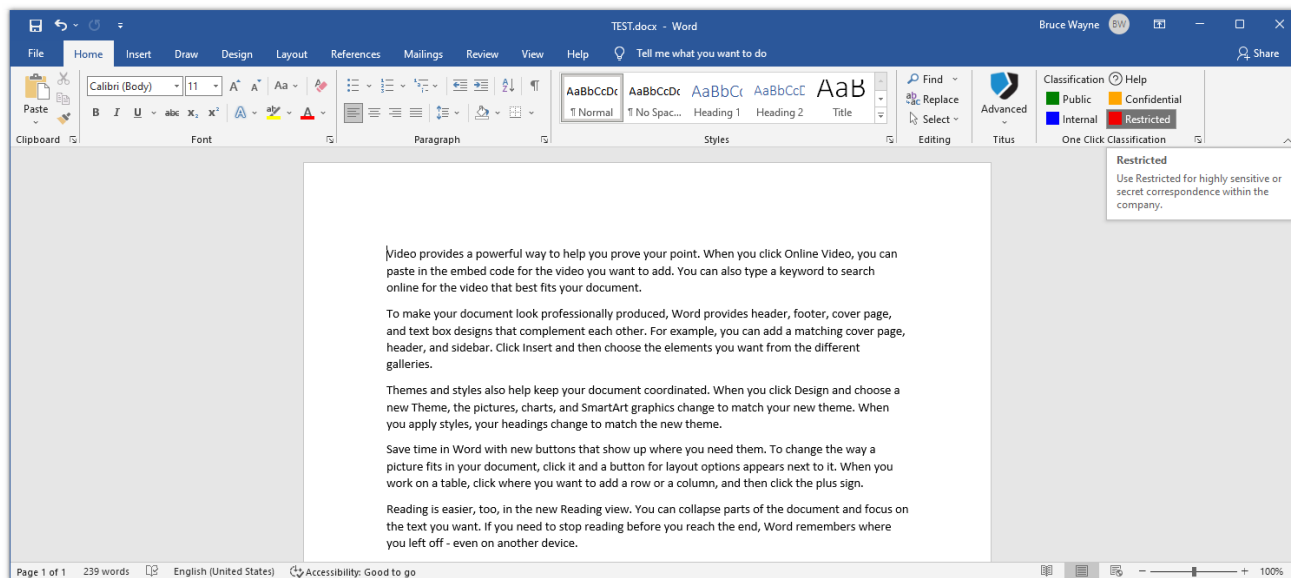 TEST.docx - Word
Bruce Wayne BW
File Home Insert Draw Design Layout References Mailings Review View Help Tell me what you want to do Share
Paste
Clipboard
Calibri (Body) 11 A A Aa
B I U abc x₂ x² A ab A
Font
A Z ¶
Paragraph
AaBbCcDc AaBbCcDc AaBbCc AaBbCcE AaB
¶ Normal ¶ No Spac... Heading 1 Heading 2 Title
Styles
Find
Replace
Select
Editing
Advanced
Titus
Classification ? Help
Public Confidential
Internal Restricted
One Click Classification
Restricted
Use Restricted for highly sensitive or
secret correspondence within the
company.
Video provides a powerful way to help you prove your point. When you click Online Video, you can
paste in the embed code for the video you want to add. You can also type a keyword to search
online for the video that best fits your document.
To make your document look professionally produced, Word provides header, footer, cover page,
and text box designs that complement each other. For example, you can add a matching cover page,
header, and sidebar. Click Insert and then choose the elements you want from the different
galleries.
Themes and styles also help keep your document coordinated. When you click Design and choose a
new Theme, the pictures, charts, and SmartArt graphics change to match your new theme. When
you apply styles, your headings change to match the new theme.
Save time in Word with new buttons that show up where you need them. To change the way a
picture fits in your document, click it and a button for layout options appears next to it. When you
work on a table, click where you want to add a row or a column, and then click the plus sign.
Reading is easier, too, in the new Reading view. You can collapse parts of the document and focus on
the text you want. If you need to stop reading before you reach the end, Word remembers where
you left off - even on another device.
Page 1 of 1 239 words English (United States) Accessibility: Good to go 100%